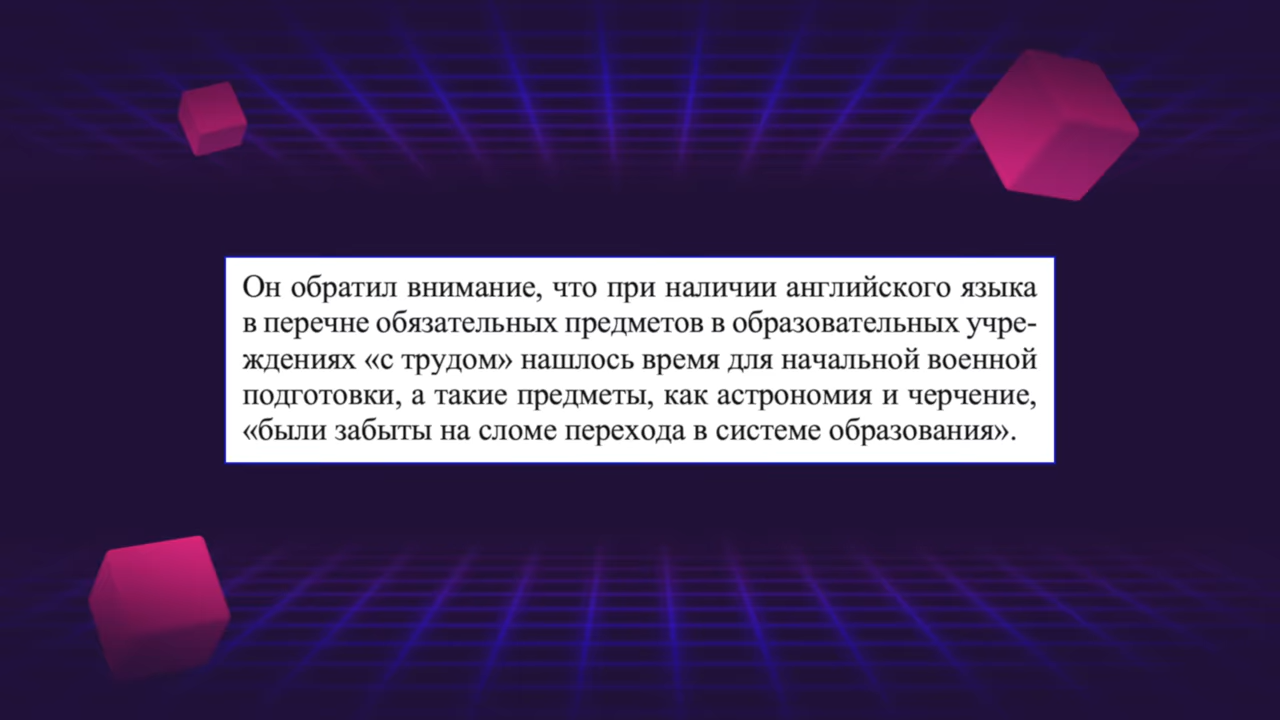 Он обратил внимание, что при наличии английского языка
в перечне обязательных предметов в образовательных учре-
ждениях «с трудом» нашлось время для начальной военной
подготовки, а такие предметы, как астрономия и черчение,
«были забыты на сломе перехода в системе образования».